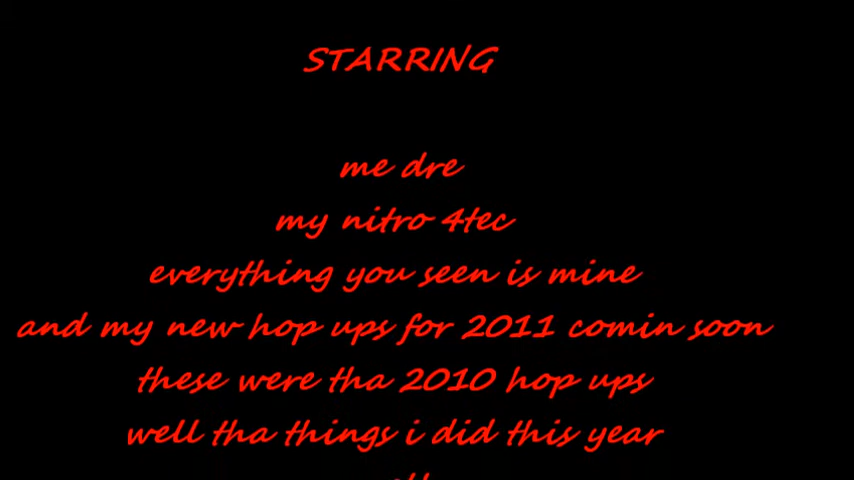 STARRING
me dre
my nitro 4tec
everything you seen is mine
and my new hop ups for 2011 comin soon
these were tha 2010 hop ups
well tha things i did this year